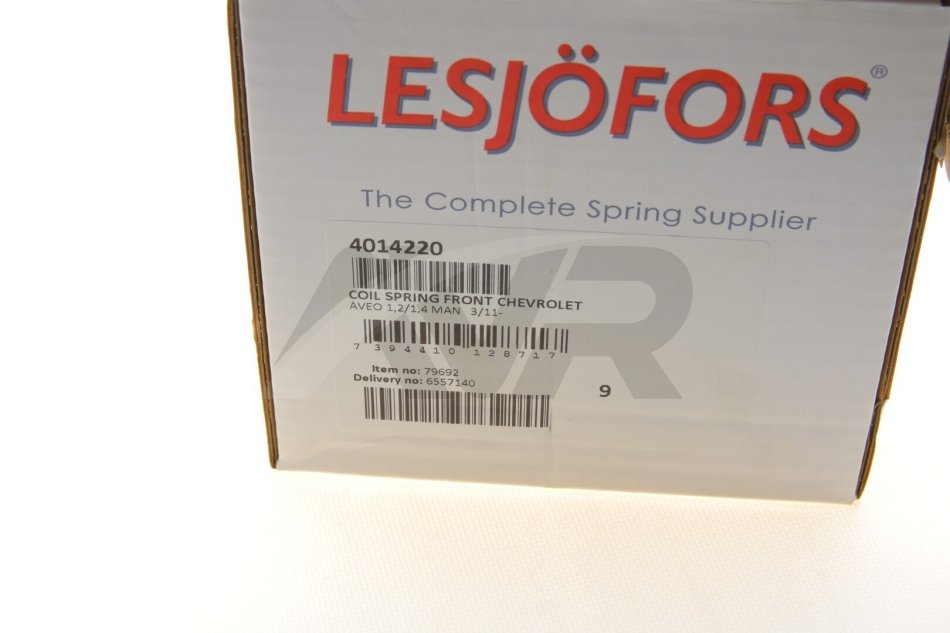 LESJÖFORS®
The Complete Spring Supplier
4014220
COIL SPRING FRONT CHEVROLET
AVEO 1,2/1,4 MAN 3/11-
7 394410 128717
Item no: 79692
Delivery no: 6557140
9
AVR